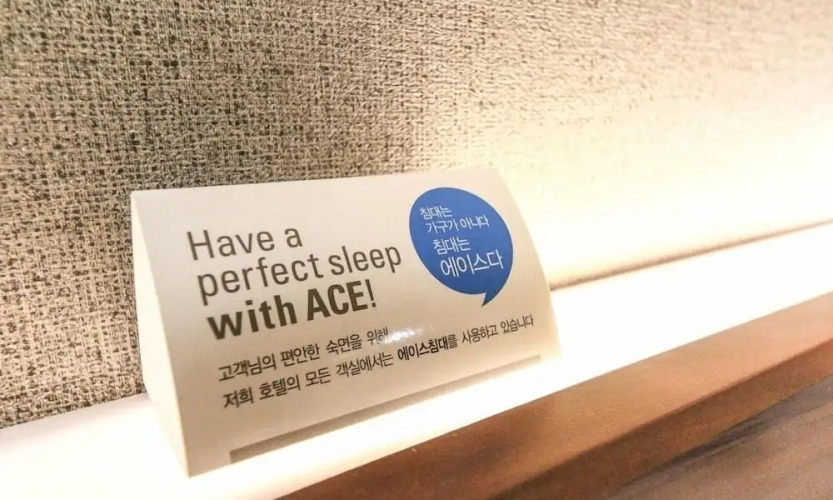 Have a
perfect sleep
with ACE!
침대는
가구가 아니다
침대는
에이스다
고객님의 편안한 숙면을 위해
저희 호텔의 모든 객실에서는 에이스침대를 사용하고 있습니다